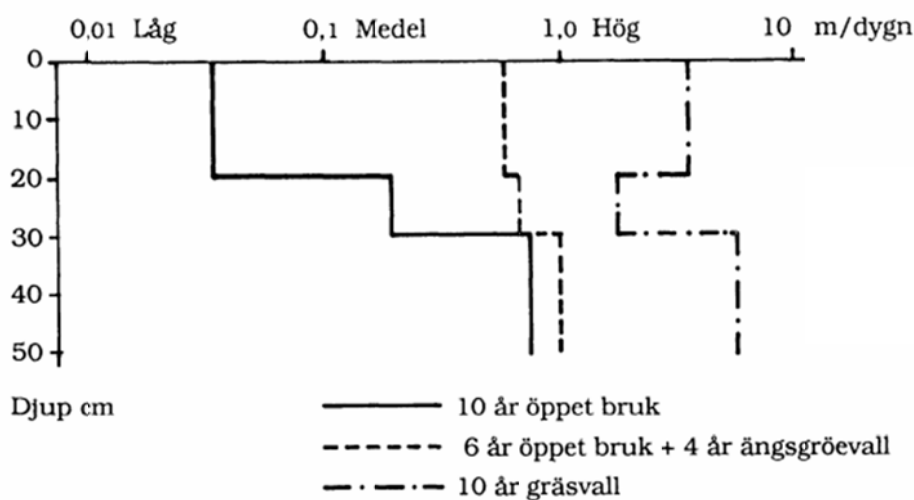 0,01 Låg 0,1 Medel 1,0 Hög 10 m/dygn
0
10
20
30
40
50
Djup cm
10 år öppet bruk
6 år öppet bruk + 4 år ängsgröevall
10 år gräsvall